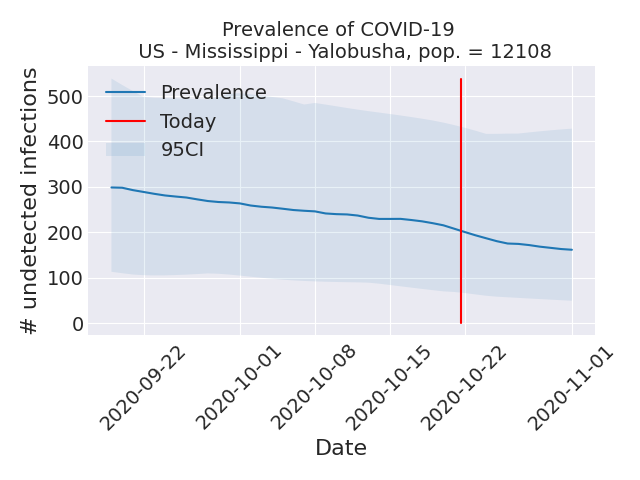 Prevalence of COVID-19
US - Mississippi - Yalobusha, pop. = 12108
# undetected infections
500
400
300
200
100
0
Prevalence
Today
95CI
2020-09-22
2020-10-01
2020-10-08
2020-10-15
2020-10-22
2020-11-01
Date